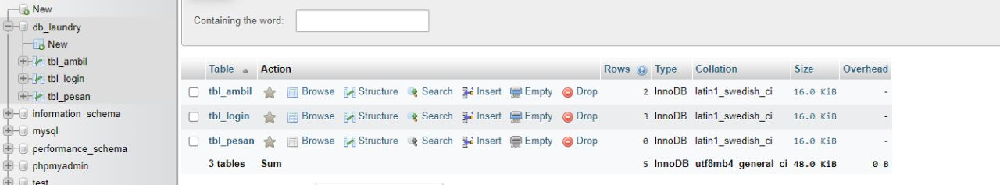 New
db_laundry
New
tbl_ambil
tbl_login
tbl_pesan
information_schema
mysql
performance_schema
phpmyadmin
test
Containing the word:
Table Action Rows Type Collation Size Overhead
tbl_ambil Browse Structure Search Insert Empty Drop 2 InnoDB latin1_swedish_ci 16.0 KiB -
tbl_login Browse Structure Search Insert Empty Drop 3 InnoDB latin1_swedish_ci 16.0 KiB -
tbl_pesan Browse Structure Search Insert Empty Drop 0 InnoDB latin1_swedish_ci 16.0 KiB -
3 tables Sum 5 InnoDB utf8mb4_general_ci 48.0 KiB 0 B